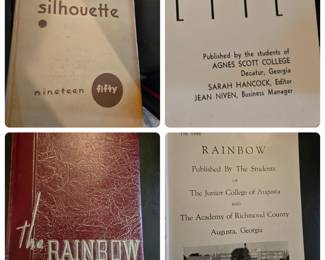 silhouette
nineteen fifty
Published by the students of
AGNES SCOTT COLLEGE
Decatur, Georgia
SARAH HANCOCK, Editor
JEAN NIVEN, Business Manager
the
RAINBOW
RAINBOW
Published By The Students
OF
The Junior College of Augusta
AND
The Academy of Richmond County
Augusta, Georgia